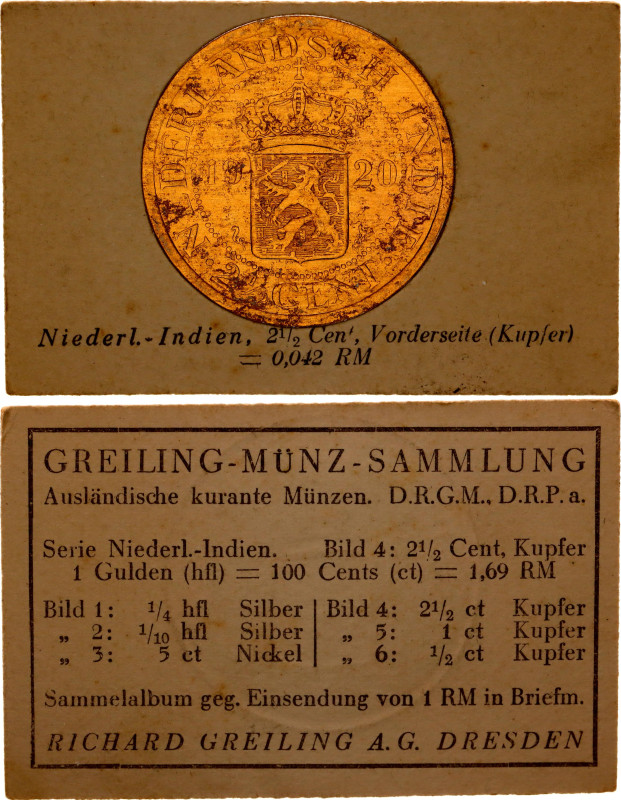 NEDERLANDSCH INDIE
1920
2½ CENT
Niederl.-Indien, 2½ Cent, Vorderseite (Kupfer)
= 0,042 RM
GREILING-MÜNZ-SAMMLUNG
Ausländische kurante Münzen. D.R.G.M., D.R.P. a.
Serie Niederl.-Indien. Bild 4: 2½ Cent, Kupfer
1 Gulden (hfl) = 100 Cents (ct) = 1,69 RM
Bild 1: ¼ hfl Silber Bild 4: 2½ ct Kupfer
„ 2: 1/10 hfl Silber „ 5: 1 ct Kupfer
„ 3: 5 ct Nickel „ 6: ½ ct Kupfer
Sammelalbum geg. Einsendung von 1 RM in Briefm.
RICHARD GREILING A.G. DRESDEN